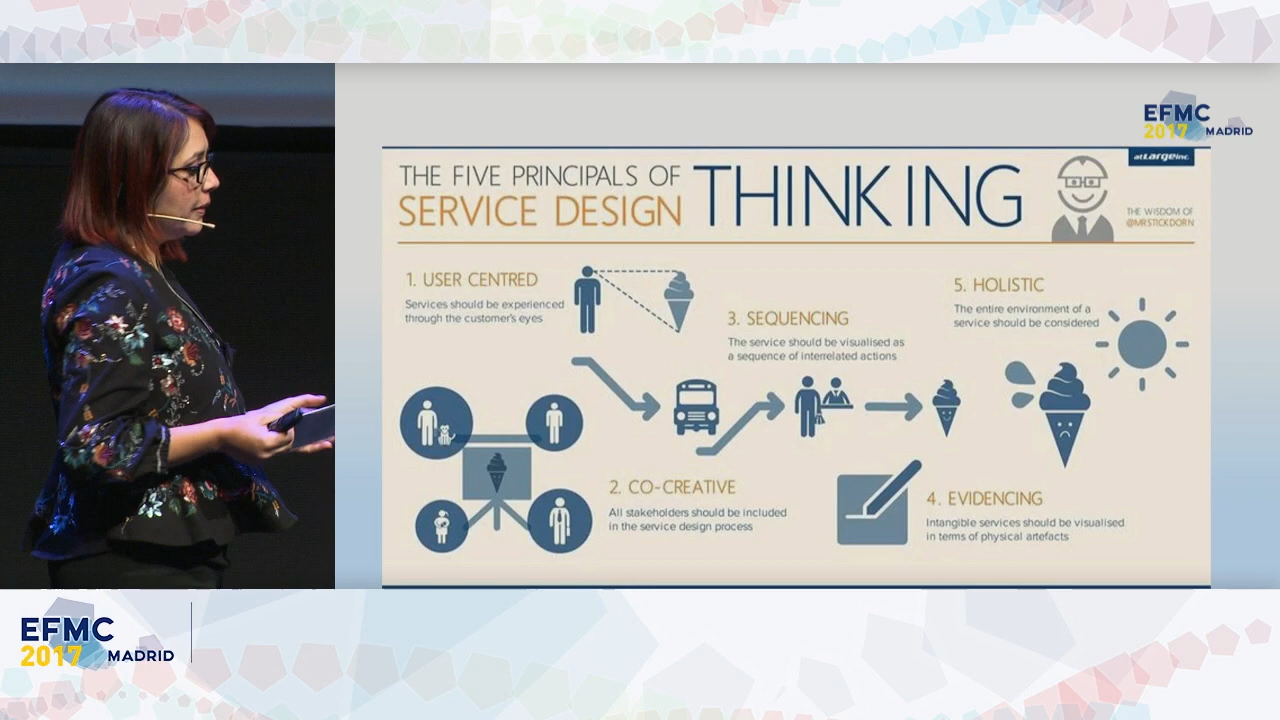 EFMC
2017 MADRID
atLargeinc.
THE FIVE PRINCIPALS OF
SERVICE DESIGN
THINKING
THE WISDOM OF
@MRSTICKDORN
1. USER CENTRED
Services should be experienced
through the customer's eyes
5. HOLISTIC
The entire environment of a
service should be considered
3. SEQUENCING
The service should be visualised as
a sequence of interrelated actions
2. CO-CREATIVE
All stakeholders should be included
in the service design process
4. EVIDENCING
Intangible services should be visualised
in terms of physical artefacts
EFMC
2017 MADRID